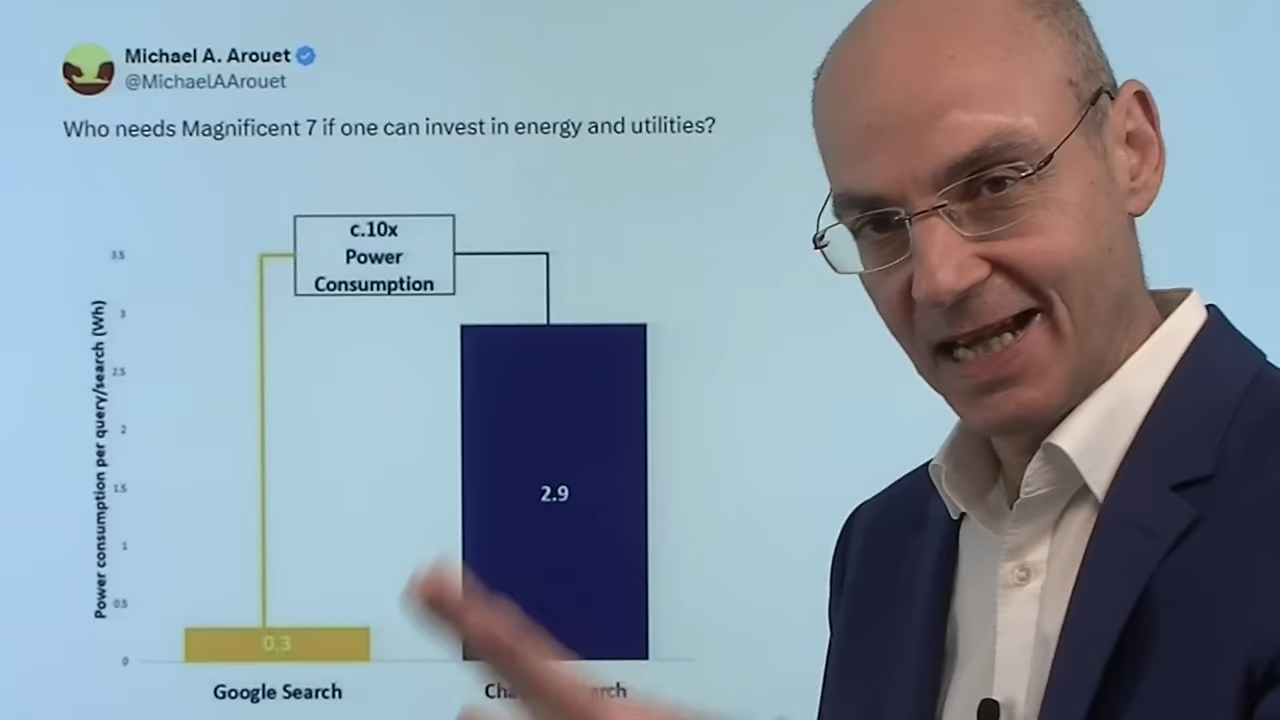 Michael A. Arouet
@MichaelAArouet
Who needs Magnificent 7 if one can invest in energy and utilities?
c.10x
Power
Consumption
Power consumption per query/search (Wh)
3.5
3
2.5
2
1.5
1
0.5
0
0.3
2.9
Google Search